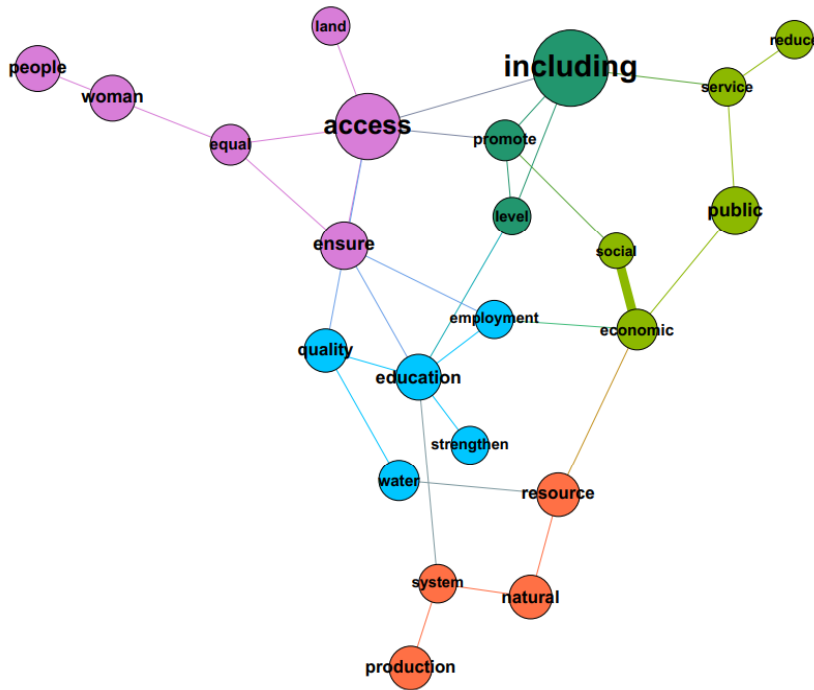 land
reduce
including
people
service
woman
access
promote
equal
public
level
ensure
social
employment
economic
quality
education
strengthen
water
resource
system
natural
production